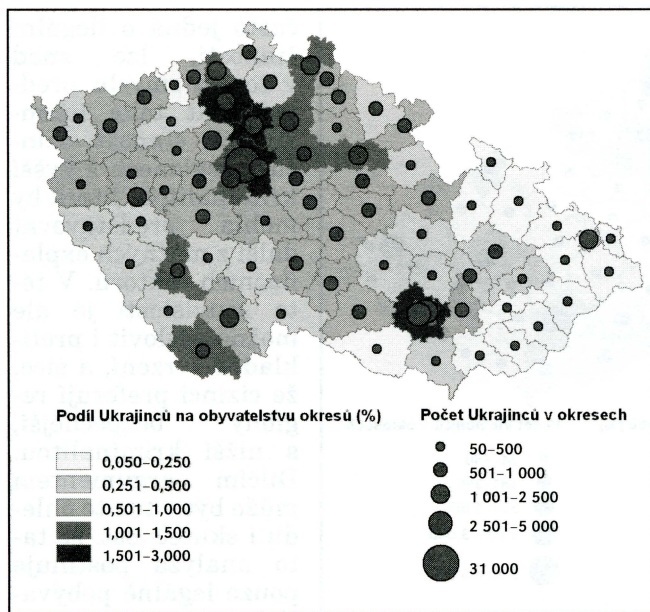 Podíl Ukrajinců na obyvatelstvu okresů (%)
0,050–0,250
0,251–0,500
0,501–1,000
1,001–1,500
1,501–3,000
Počet Ukrajinců v okresech
50–500
501–1 000
1 001–2 500
2 501–5 000
31 000